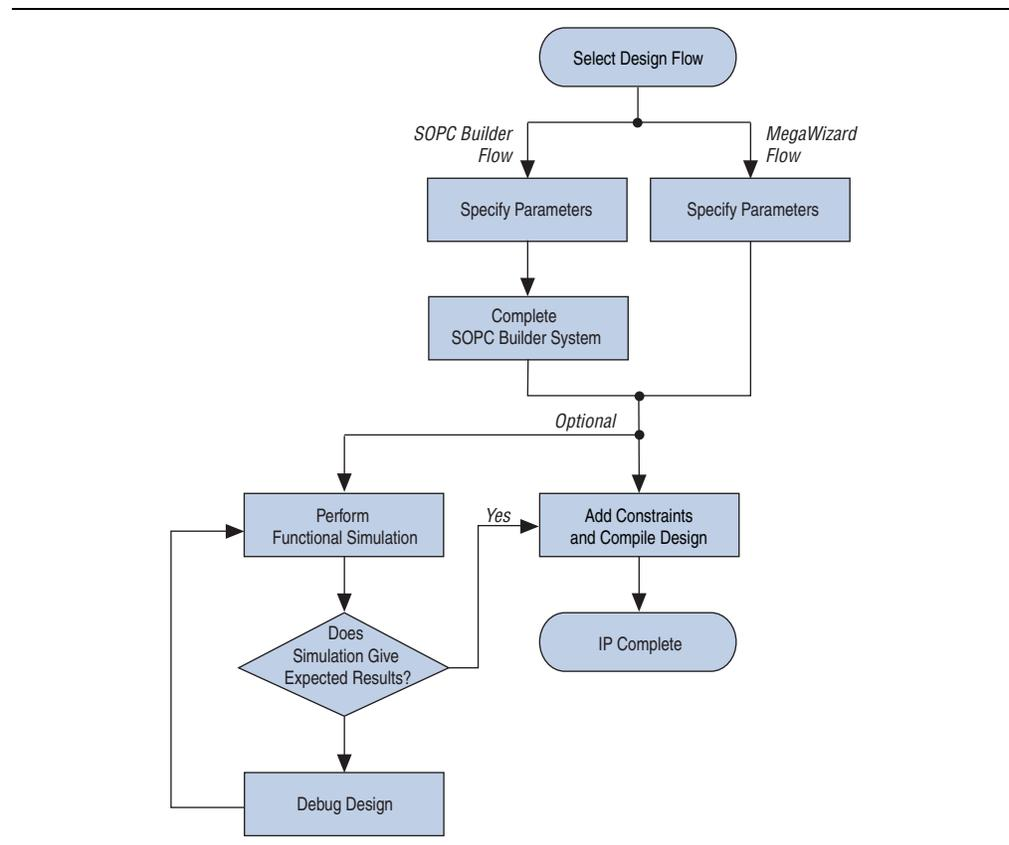 Select Design Flow
SOPC Builder
Flow
MegaWizard
Flow
Specify Parameters
Specify Parameters
Complete
SOPC Builder System
Optional
Perform
Functional Simulation
Yes
Add Constraints
and Compile Design
Does
Simulation Give
Expected Results?
IP Complete
Debug Design